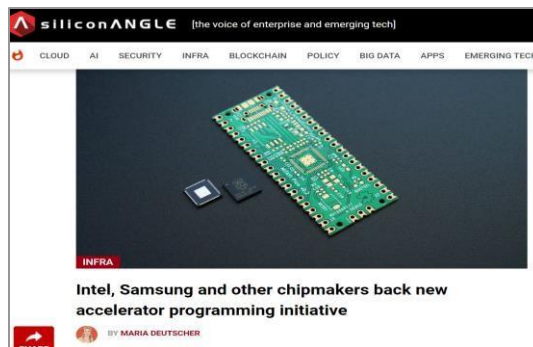 siliconANGLE [the voice of enterprise and emerging tech]
CLOUD AI SECURITY INFRA BLOCKCHAIN POLICY BIG DATA APPS EMERGING TECH
INFRA
Intel, Samsung and other chipmakers back new
accelerator programming initiative
BY MARIA DEUTSCHER